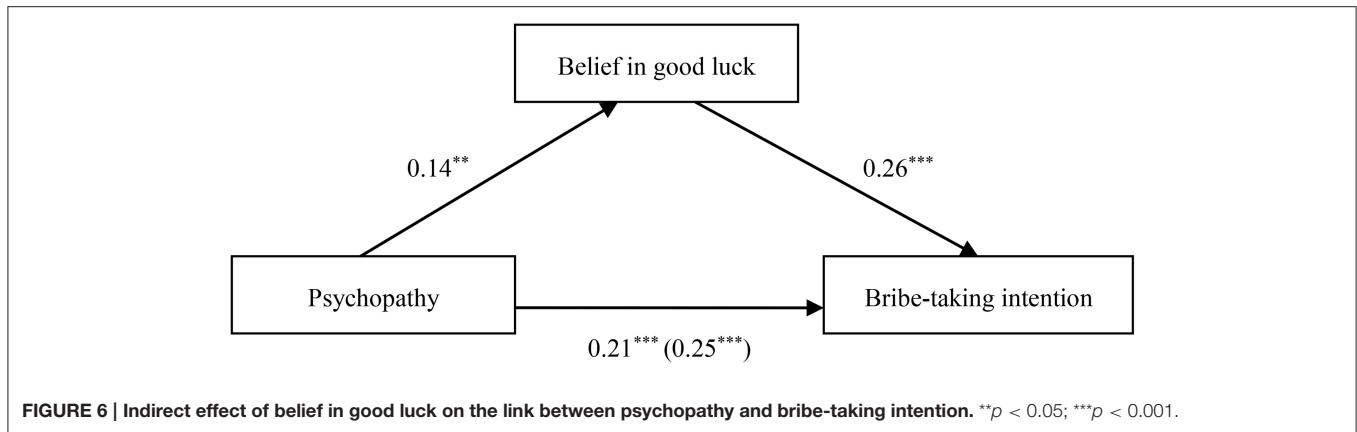 Belief in good luck
0.14**
0.26***
Psychopathy
Bribe-taking intention
0.21*** (0.25***)
FIGURE 6 | Indirect effect of belief in good luck on the link between psychopathy and bribe-taking intention. **p < 0.05; ***p < 0.001.